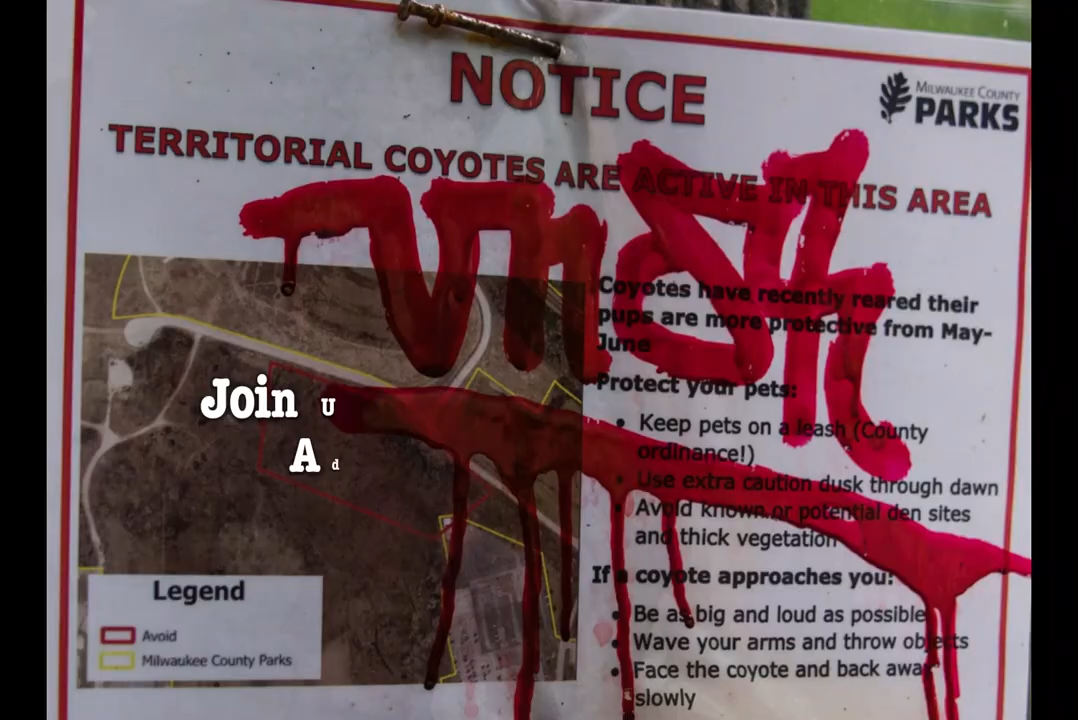 NOTICE
MILWAUKEE COUNTY
PARKS
TERRITORIAL COYOTES ARE ACTIVE IN THIS AREA
Coyotes have recently reared their
pups are more protective from May-
June
Protect your pets:
Keep pets on a leash (County
ordinance!)
Use extra caution dusk through dawn
Avoid known or potential den sites
and thick vegetation
If a coyote approaches you:
Be as big and loud as possible
Wave your arms and throw objects
Face the coyote and back away
slowly
Join U
A d
Legend
Avoid
Milwaukee County Parks